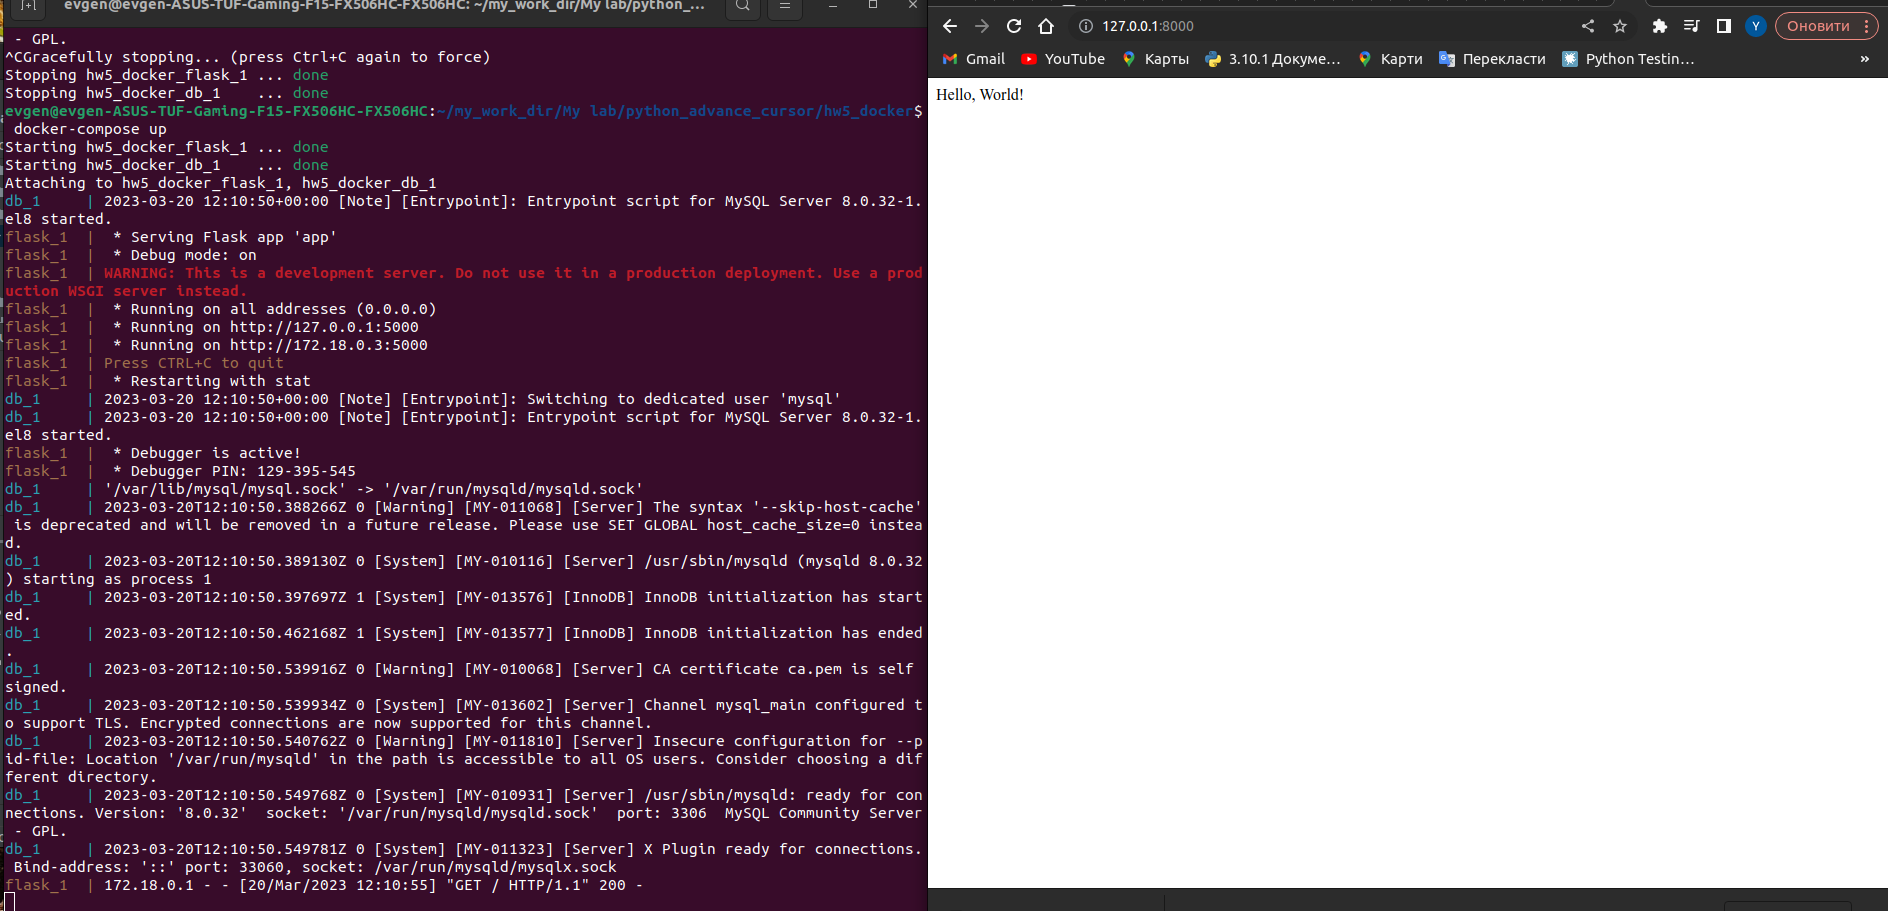 evgen@evgen-ASUS-TUF-Gaming-F15-FX506HC-FX506HC: ~/my_work_dir/My lab/python_...
- GPL.
^CGracefully stopping... (press Ctrl+C again to force)
Stopping hw5_docker_flask_1 ... done
Stopping hw5_docker_db_1    ... done
evgen@evgen-ASUS-TUF-Gaming-F15-FX506HC-FX506HC:~/my_work_dir/My lab/python_advance_cursor/hw5_docker$
 docker-compose up
Starting hw5_docker_flask_1 ... done
Starting hw5_docker_db_1    ... done
Attaching to hw5_docker_flask_1, hw5_docker_db_1
db_1     | 2023-03-20 12:10:50+00:00 [Note] [Entrypoint]: Entrypoint script for MySQL Server 8.0.32-1.
el8 started.
flask_1  |  * Serving Flask app 'app'
flask_1  |  * Debug mode: on
flask_1  | WARNING: This is a development server. Do not use it in a production deployment. Use a prod
uction WSGI server instead.
flask_1  |  * Running on all addresses (0.0.0.0)
flask_1  |  * Running on http://127.0.0.1:5000
flask_1  |  * Running on http://172.18.0.3:5000
flask_1  | Press CTRL+C to quit
flask_1  |  * Restarting with stat
db_1     | 2023-03-20 12:10:50+00:00 [Note] [Entrypoint]: Switching to dedicated user 'mysql'
db_1     | 2023-03-20 12:10:50+00:00 [Note] [Entrypoint]: Entrypoint script for MySQL Server 8.0.32-1.
el8 started.
flask_1  |  * Debugger is active!
flask_1  |  * Debugger PIN: 129-395-545
db_1     | '/var/lib/mysql/mysql.sock' -> '/var/run/mysqld/mysqld.sock'
db_1     | 2023-03-20T12:10:50.388266Z 0 [Warning] [MY-011068] [Server] The syntax '--skip-host-cache'
 is deprecated and will be removed in a future release. Please use SET GLOBAL host_cache_size=0 instea
d.
db_1     | 2023-03-20T12:10:50.389130Z 0 [System] [MY-010116] [Server] /usr/sbin/mysqld (mysqld 8.0.32
) starting as process 1
db_1     | 2023-03-20T12:10:50.397697Z 1 [System] [MY-013576] [InnoDB] InnoDB initialization has start
ed.
db_1     | 2023-03-20T12:10:50.462168Z 1 [System] [MY-013577] [InnoDB] InnoDB initialization has ended
.
db_1     | 2023-03-20T12:10:50.539916Z 0 [Warning] [MY-010068] [Server] CA certificate ca.pem is self
signed.
db_1     | 2023-03-20T12:10:50.539934Z 0 [System] [MY-013602] [Server] Channel mysql_main configured t
o support TLS. Encrypted connections are now supported for this channel.
db_1     | 2023-03-20T12:10:50.540762Z 0 [Warning] [MY-011810] [Server] Insecure configuration for --p
id-file: Location '/var/run/mysqld' in the path is accessible to all OS users. Consider choosing a dif
ferent directory.
db_1     | 2023-03-20T12:10:50.549768Z 0 [System] [MY-010931] [Server] /usr/sbin/mysqld: ready for con
nections. Version: '8.0.32'  socket: '/var/run/mysqld/mysqld.sock'  port: 3306  MySQL Community Server
 - GPL.
db_1     | 2023-03-20T12:10:50.549781Z 0 [System] [MY-011323] [Server] X Plugin ready for connections.
 Bind-address: '::' port: 33060, socket: /var/run/mysqld/mysqlx.sock
flask_1  | 172.18.0.1 - - [20/Mar/2023 12:10:55] "GET / HTTP/1.1" 200 -
127.0.0.1:8000
Y
Оновити
Gmail YouTube Карты 3.10.1 Докуме... Карти Перекласти Python Testin... »
Hello, World!